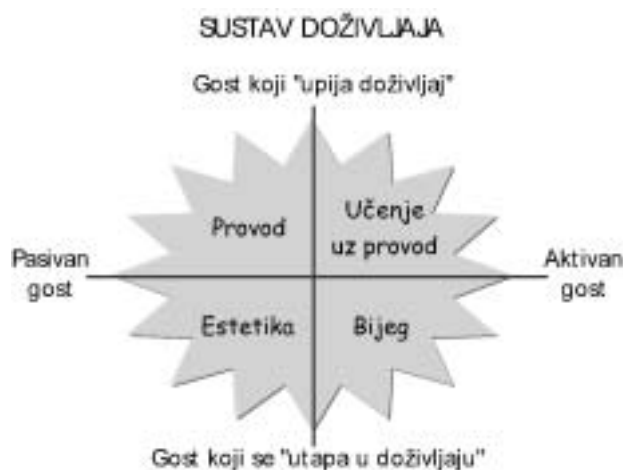 SUSTAV DOŽIVLJAJA
Gost koji "upija doživljaj"
Provod
Učenje
uz provod
Pasivan
gost
Aktivan
gost
Estetika
Bijeg
Gost koji se "utapa u doživljaju"